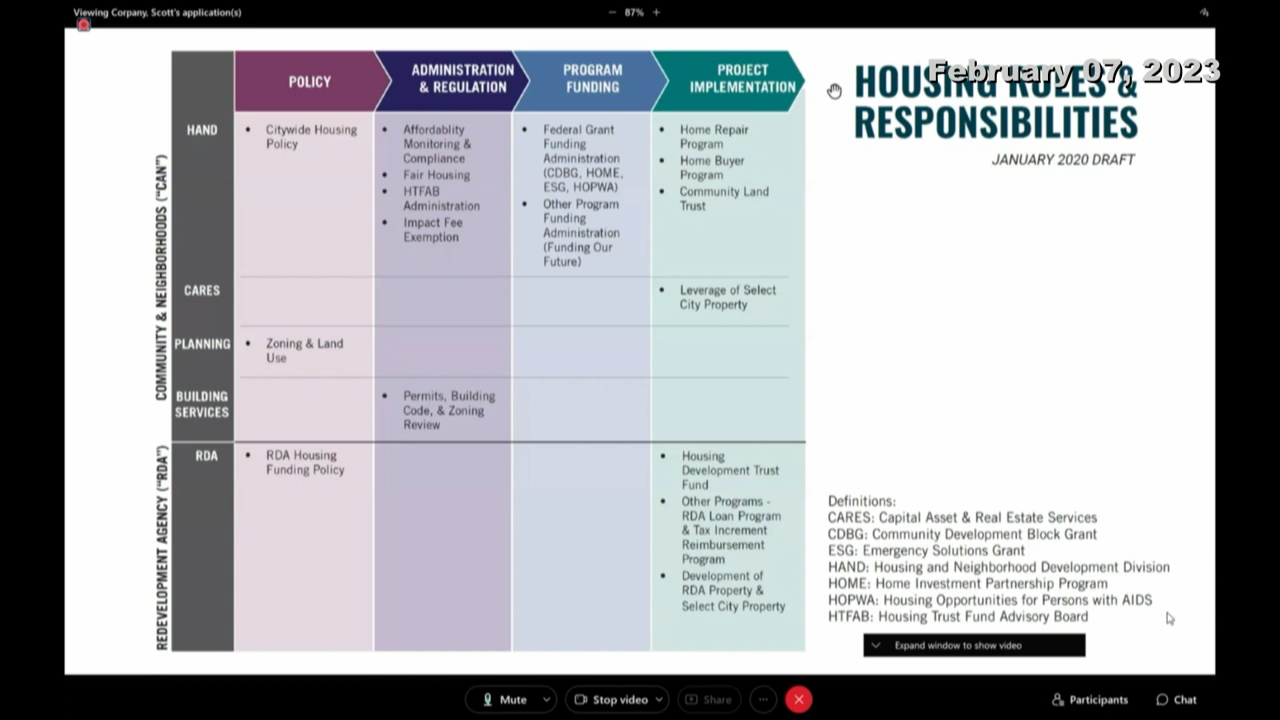 Viewing Corpany, Scott's application(s)
87%
February 07, 2023
HOUSING ROLES &
RESPONSIBILITIES
JANUARY 2020 DRAFT
POLICY
ADMINISTRATION
& REGULATION
PROGRAM
FUNDING
PROJECT
IMPLEMENTATION
COMMUNITY & NEIGHBORHOODS ("CAN")
HAND
• Citywide Housing
Policy
• Affordablity
Monitoring &
Compliance
• Fair Housing
• HTFAB
Administration
• Impact Fee
Exemption
• Federal Grant
Funding
Administration
(CDBG, HOME,
ESG, HOPWA)
• Other Program
Funding
Administration
(Funding Our
Future)
• Home Repair
Program
• Home Buyer
Program
• Community Land
Trust
CARES
• Leverage of Select
City Property
PLANNING
• Zoning & Land
Use
BUILDING
SERVICES
• Permits, Building
Code, & Zoning
Review
REDEVELOPMENT AGENCY ("RDA")
RDA
• RDA Housing
Funding Policy
• Housing
Development Trust
Fund
• Other Programs -
RDA Loan Program
& Tax Increment
Reimbursement
Program
• Development of
RDA Property &
Select City Property
Definitions:
CARES: Capital Asset & Real Estate Services
CDBG: Community Development Block Grant
ESG: Emergency Solutions Grant
HAND: Housing and Neighborhood Development Division
HOME: Home Investment Partnership Program
HOPWA: Housing Opportunities for Persons with AIDS
HTFAB: Housing Trust Fund Advisory Board
Expand window to show video
Mute
Stop video
Share
Participants
Chat